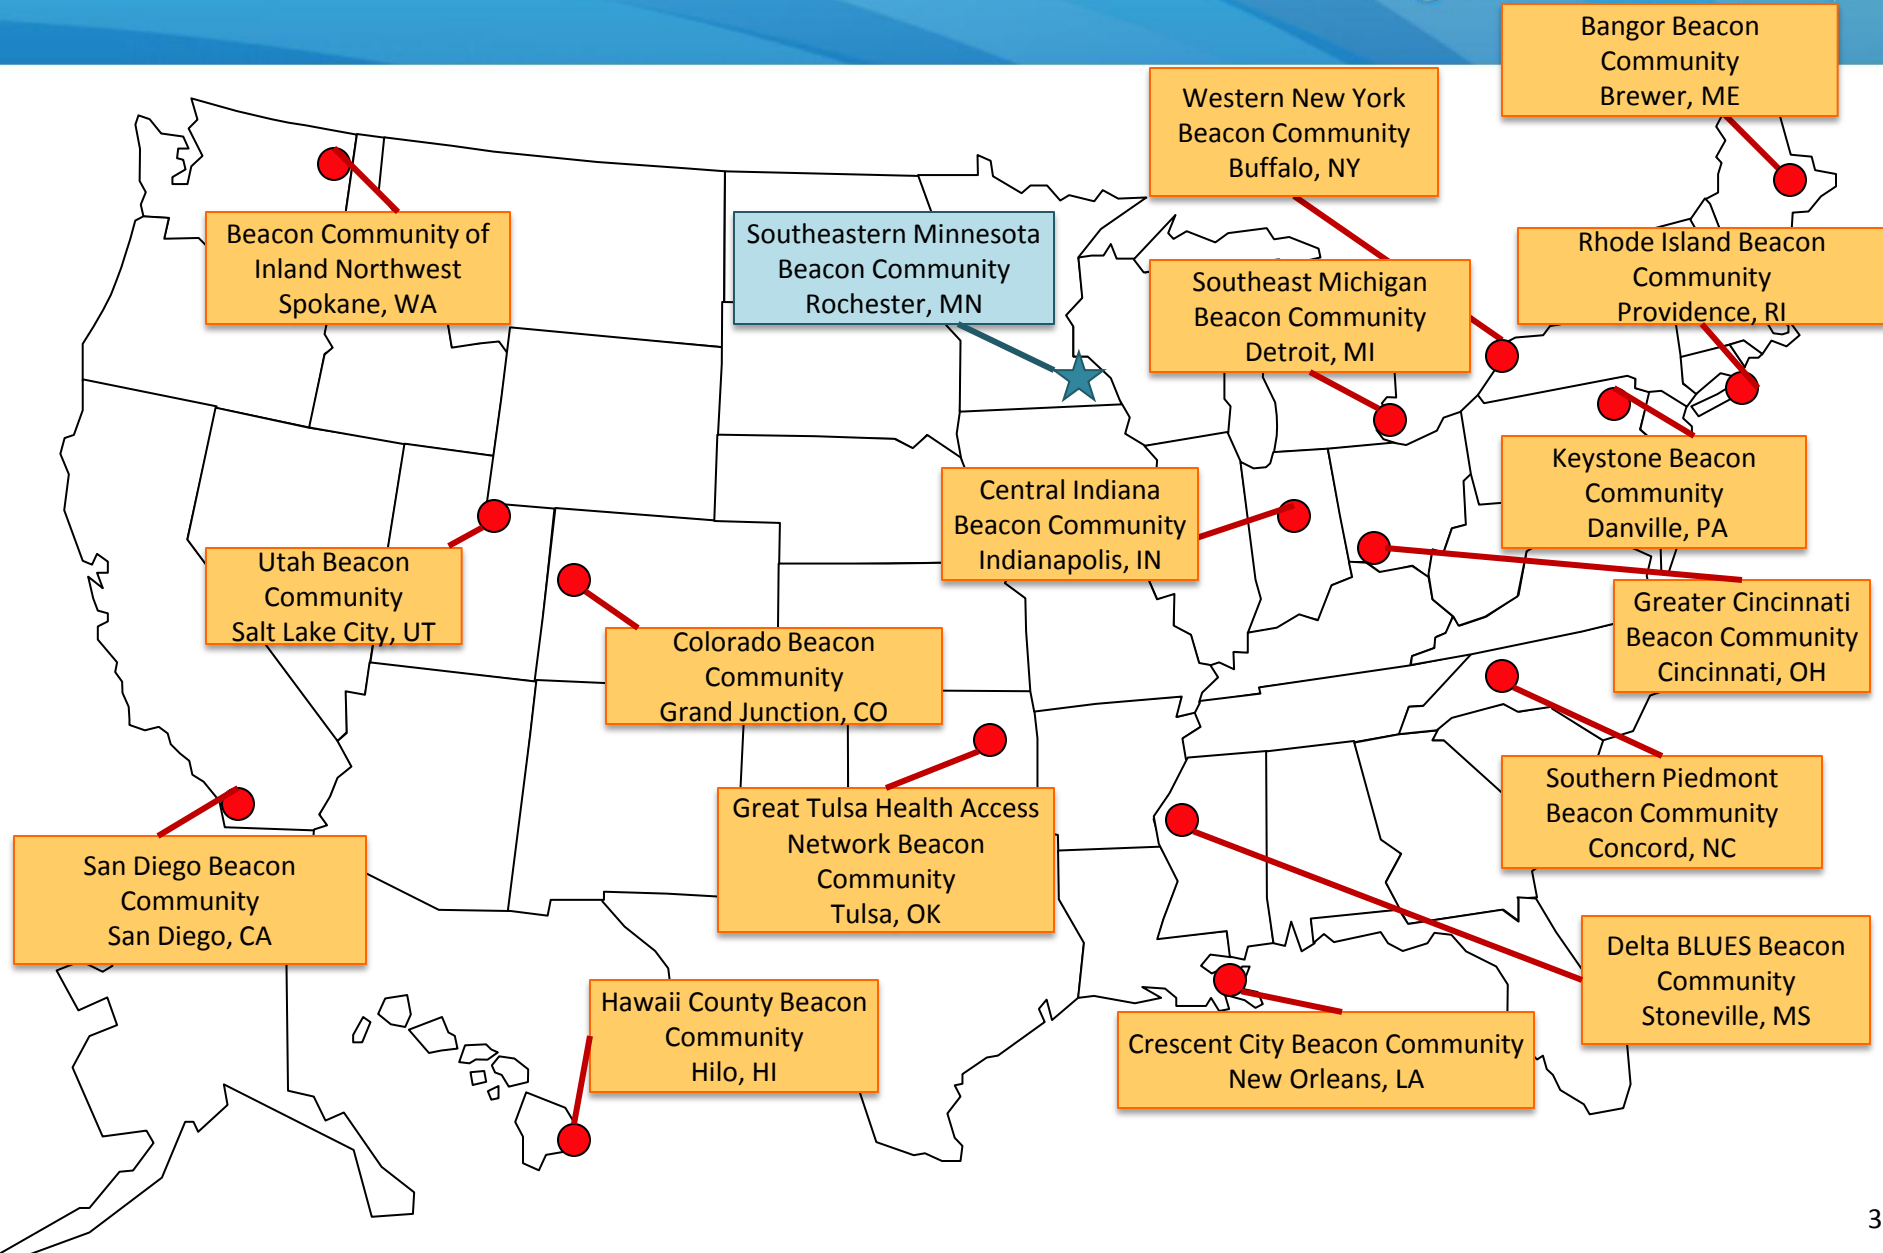 Bangor Beacon
Community
Brewer, ME
Western New York
Beacon Community
Buffalo, NY
Beacon Community of
Inland Northwest
Spokane, WA
Southeastern Minnesota
Beacon Community
Rochester, MN
Southeast Michigan
Beacon Community
Detroit, MI
Rhode Island Beacon
Community
Providence, RI
Keystone Beacon
Community
Danville, PA
Central Indiana
Beacon Community
Indianapolis, IN
Utah Beacon
Community
Salt Lake City, UT
Colorado Beacon
Community
Grand Junction, CO
Greater Cincinnati
Beacon Community
Cincinnati, OH
Great Tulsa Health Access
Network Beacon
Community
Tulsa, OK
Southern Piedmont
Beacon Community
Concord, NC
San Diego Beacon
Community
San Diego, CA
Delta BLUES Beacon
Community
Stoneville, MS
Hawaii County Beacon
Community
Hilo, HI
Crescent City Beacon Community
New Orleans, LA
3